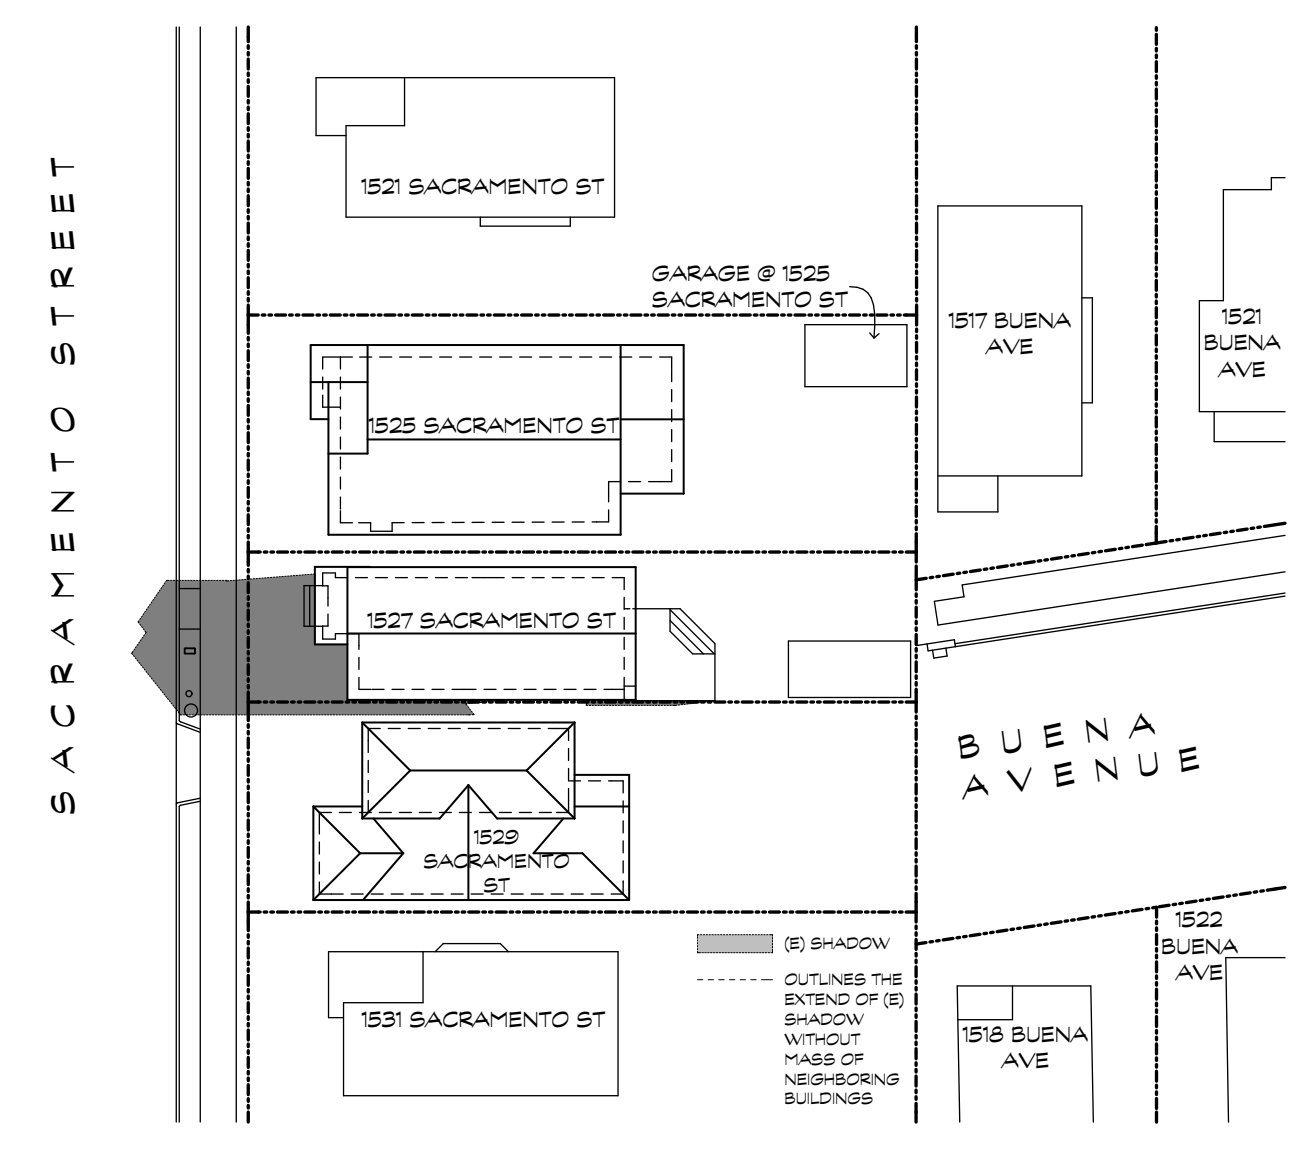 SACRAMENTO STREET
1521 SACRAMENTO ST
GARAGE @ 1525
SACRAMENTO ST
1517 BUENA
AVE
1521
BUENA
AVE
1525 SACRAMENTO ST
1527 SACRAMENTO ST
BUENA
AVENUE
1529
SACRAMENTO
ST
1531 SACRAMENTO ST
(E) SHADOW
OUTLINES THE
EXTEND OF (E)
SHADOW
WITHOUT
MASS OF
NEIGHBORING
BUILDINGS
1522
BUENA
AVE
1518 BUENA
AVE